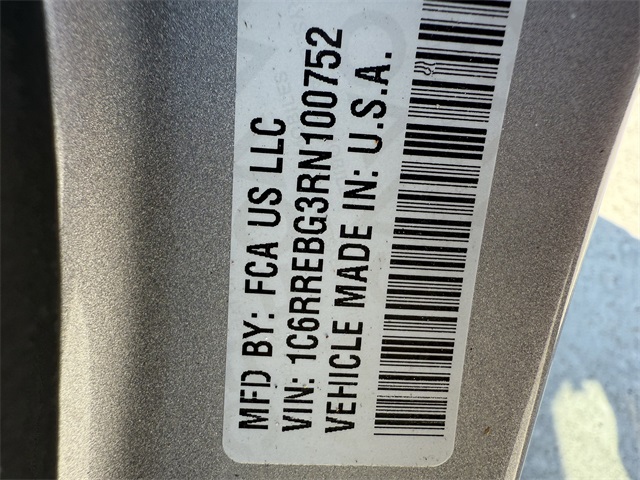 MFD BY: FCA US LLC
VIN: 1C6RREBG3RN100752
VEHICLE MADE IN: U.S.A.